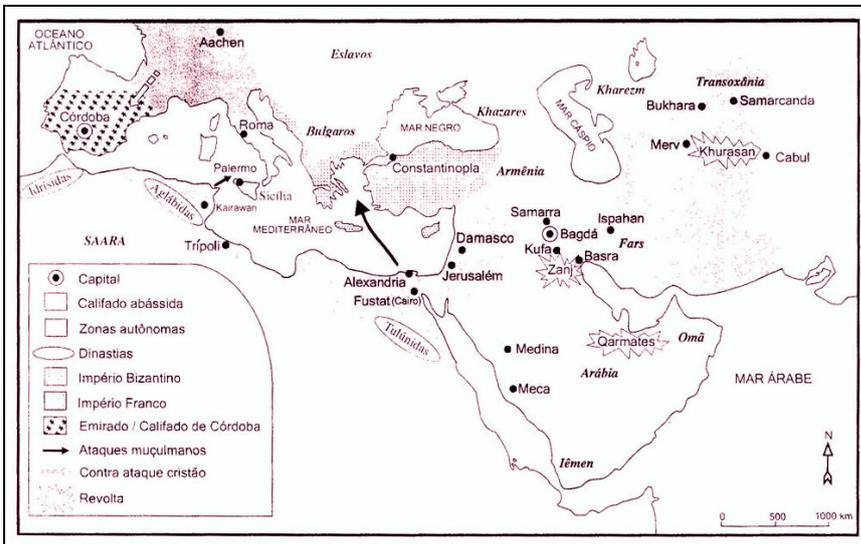 OCEANO
ATLÂNTICO
Aachen
Eslavos
Córdoba
Roma
Bulgaros
MAR NEGRO
Khazares
MAR CÁSPIO
Kharezm
Transoxânia
Bukhara
Samarcanda
Merv
Khurasan
Cabul
Constantinopla
Armênia
Palermo
Sicília
Idrísidas
Aglábidas
Kairawan
MAR
MEDITERRÂNEO
SAARA
Trípoli
Samarra
Bagdá
Ispahan
Fars
Kufa
Basra
Zanj
Damasco
Jerusalém
Alexandria
Fustat (Cairo)
Tulúnidas
Medina
Meca
Qarmates
Omã
Arábia
MAR ÁRABE
Iêmen
Capital
Califado abássida
Zonas autônomas
Dinastias
Império Bizantino
Império Franco
Emirado / Califado de Córdoba
Ataques muçulmanos
Contra ataque cristão
Revolta
N
0 500 1000 km